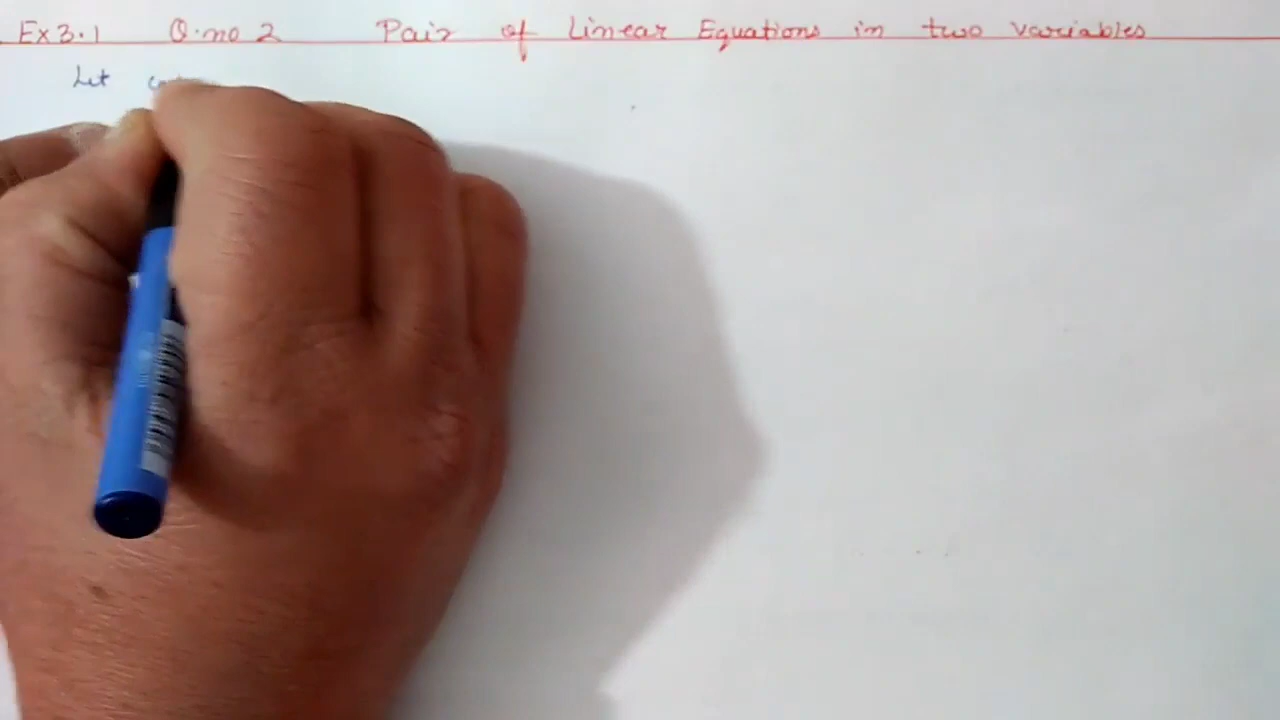 Ex 3.1 Q.no 2 Pair of Linear Equations in two variables
Let